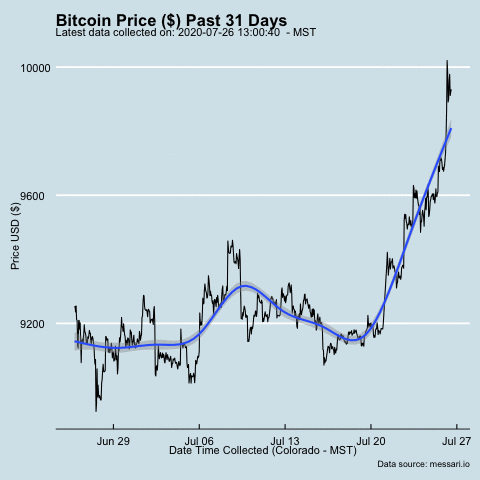 Bitcoin Price ($) Past 31 Days
Latest data collected on: 2020-07-26 13:00:40  - MST
10000
9600
9200
Price USD ($)
Jun 29 Jul 06 Jul 13 Jul 20 Jul 27
Date Time Collected (Colorado - MST)
Data source: messari.io